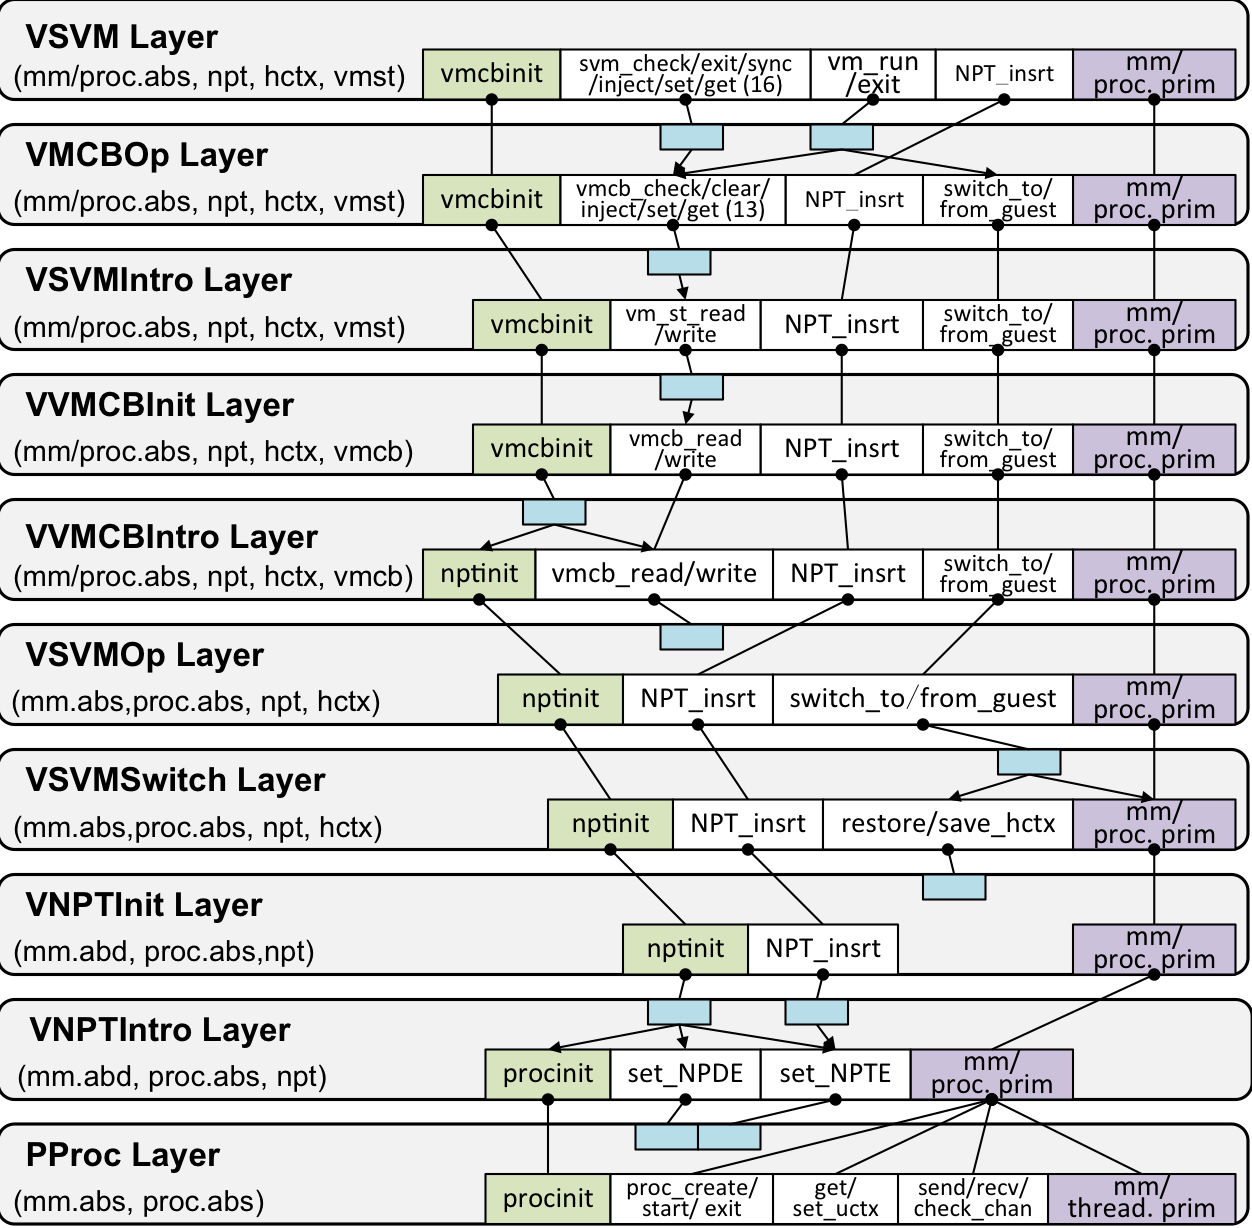 VSVM Layer
(mm/proc.abs, npt, hctx, vmst)
vmcbinit
svm_check/exit/sync
/inject/set/get (16)
vm_run
/exit
NPT_insrt
mm/
proc. prim
VMCBOp Layer
(mm/proc.abs, npt, hctx, vmst)
vmcbinit
vmcb_check/clear/
inject/set/get (13)
NPT_insrt
switch_to/
from_guest
mm/
proc. prim
VSVMIntro Layer
(mm/proc.abs, npt, hctx, vmst)
vmcbinit
vm_st_read
/write
NPT_insrt
switch_to/
from_guest
mm/
proc. prim
VVMCBInit Layer
(mm/proc.abs, npt, hctx, vmcb)
vmcbinit
vmcb_read
/write
NPT_insrt
switch_to/
from_guest
mm/
proc. prim
VVMCBIntro Layer
(mm/proc.abs, npt, hctx, vmcb)
nptinit
vmcb_read/write
NPT_insrt
switch_to/
from_guest
mm/
proc. prim
VSVMOp Layer
(mm.abs,proc.abs, npt, hctx)
nptinit
NPT_insrt
switch_to/from_guest
mm/
proc. prim
VSVMSwitch Layer
(mm.abs,proc.abs, npt, hctx)
nptinit
NPT_insrt
restore/save_hctx
mm/
proc. prim
VNPTInit Layer
(mm.abd, proc.abs,npt)
nptinit
NPT_insrt
mm/
proc. prim
VNPTIntro Layer
(mm.abd, proc.abs, npt)
procinit
set_NPDE
set_NPTE
mm/
proc. prim
PProc Layer
(mm.abs, proc.abs)
procinit
proc_create/
start/ exit
get/
set_uctx
send/recv/
check_chan
mm/
thread. prim